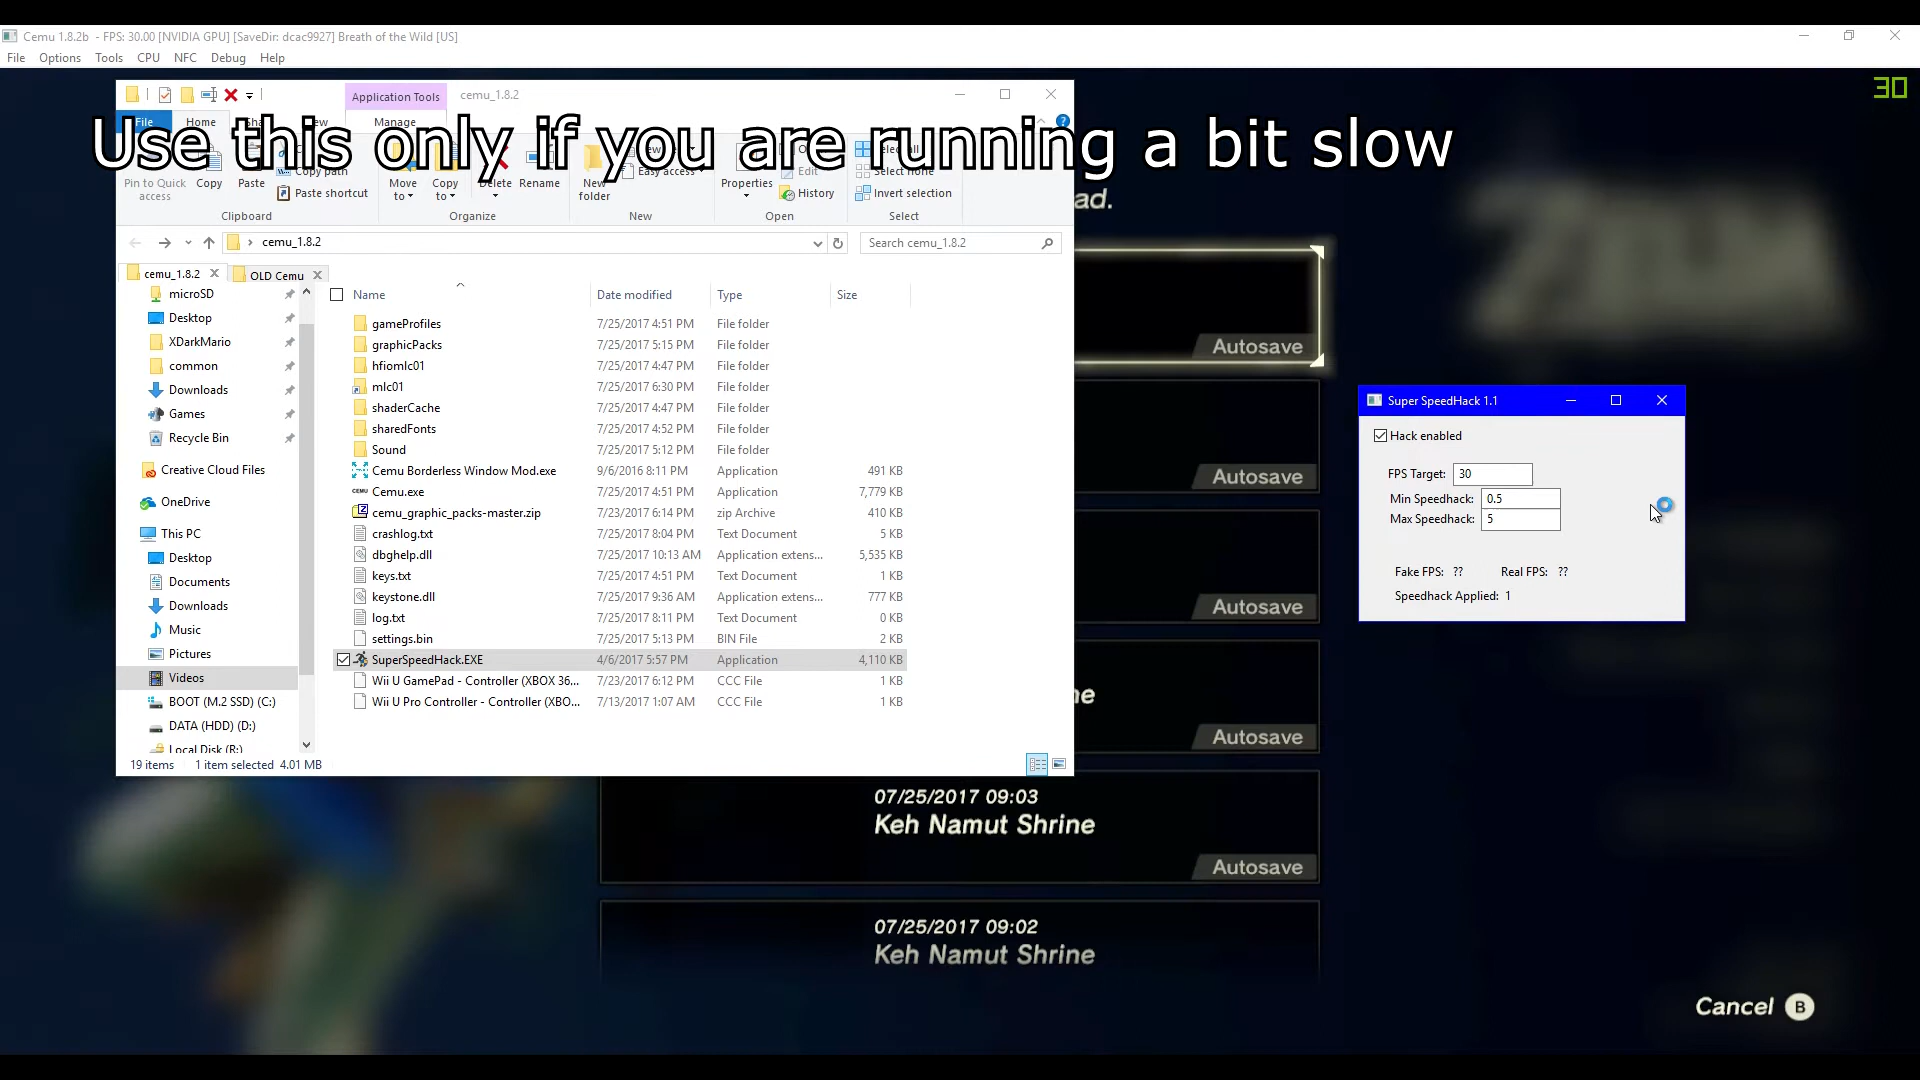 Cemu 1.8.2b - FPS: 30.00 [NVIDIA GPU] [SaveDir: dcac9927] Breath of the Wild [US]
File Options Tools CPU NFC Debug Help
30
Application Tools cemu_1.8.2
File Home View
Manage
Use this only if you are running a bit slow
Pin to Quick access
Copy
Paste
Copy path
Paste shortcut
Move to
Copy to
Delete
Rename
New folder
Easy access
Properties
Edit
History
Select none
Invert selection
Clipboard Organize New Open Select
ad.
cemu_1.8.2
Search cemu_1.8.2
cemu_1.8.2
OLD Cemu
microSD
Desktop
XDarkMario
common
Downloads
Games
Recycle Bin
Creative Cloud Files
OneDrive
This PC
Desktop
Documents
Downloads
Music
Pictures
Videos
BOOT (M.2 SSD) (C:)
DATA (HDD) (D:)
Local Disk (R:)
Name Date modified Type Size
gameProfiles 7/25/2017 4:51 PM File folder
graphicPacks 7/25/2017 5:15 PM File folder
hfiomlc01 7/25/2017 4:47 PM File folder
mlc01 7/25/2017 6:30 PM File folder
shaderCache 7/25/2017 4:47 PM File folder
sharedFonts 7/25/2017 4:52 PM File folder
Sound 7/25/2017 5:12 PM File folder
Cemu Borderless Window Mod.exe 9/6/2016 8:11 PM Application 491 KB
Cemu.exe 7/25/2017 4:51 PM Application 7,779 KB
cemu_graphic_packs-master.zip 7/23/2017 6:14 PM zip Archive 410 KB
crashlog.txt 7/25/2017 8:04 PM Text Document 5 KB
dbghelp.dll 7/25/2017 10:13 AM Application extens... 5,535 KB
keys.txt 7/25/2017 4:51 PM Text Document 1 KB
keystone.dll 7/25/2017 9:36 AM Application extens... 777 KB
log.txt 7/25/2017 8:11 PM Text Document 0 KB
settings.bin 7/25/2017 5:13 PM BIN File 2 KB
SuperSpeedHack.EXE 4/6/2017 5:57 PM Application 4,110 KB
Wii U GamePad - Controller (XBOX 36... 7/23/2017 6:12 PM CCC File 1 KB
Wii U Pro Controller - Controller (XBO... 7/13/2017 1:07 AM CCC File 1 KB
19 items 1 item selected 4.01 MB
Autosave
Autosave
Autosave
ne
Autosave
07/25/2017 09:03
Keh Namut Shrine
Autosave
07/25/2017 09:02
Keh Namut Shrine
Super SpeedHack 1.1
Hack enabled
FPS Target: 30
Min Speedhack: 0.5
Max Speedhack: 5
Fake FPS: ?? Real FPS: ??
Speedhack Applied: 1
Cancel B